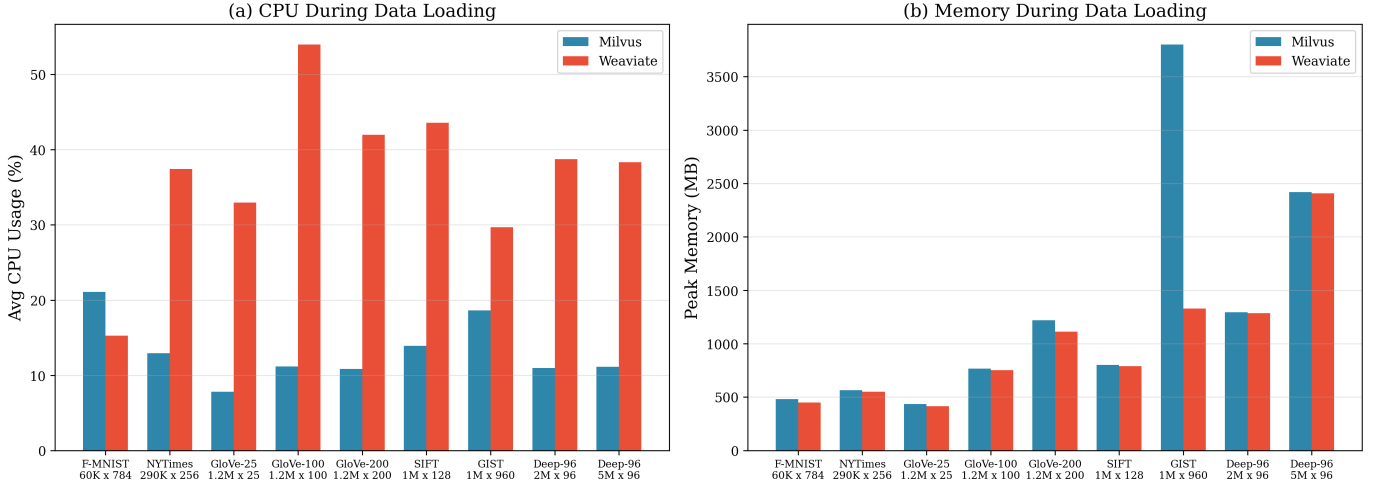 (a) CPU During Data Loading
Avg CPU Usage (%)
50
40
30
20
10
0
Milvus
Weaviate
F-MNIST
60K x 784
NYTimes
290K x 256
GloVe-25
1.2M x 25
GloVe-100
1.2M x 100
GloVe-200
1.2M x 200
SIFT
1M x 128
GIST
1M x 960
Deep-96
2M x 96
Deep-96
5M x 96
(b) Memory During Data Loading
Peak Memory (MB)
3500
3000
2500
2000
1500
1000
500
0
Milvus
Weaviate
F-MNIST
60K x 784
NYTimes
290K x 256
GloVe-25
1.2M x 25
GloVe-100
1.2M x 100
GloVe-200
1.2M x 200
SIFT
1M x 128
GIST
1M x 960
Deep-96
2M x 96
Deep-96
5M x 96